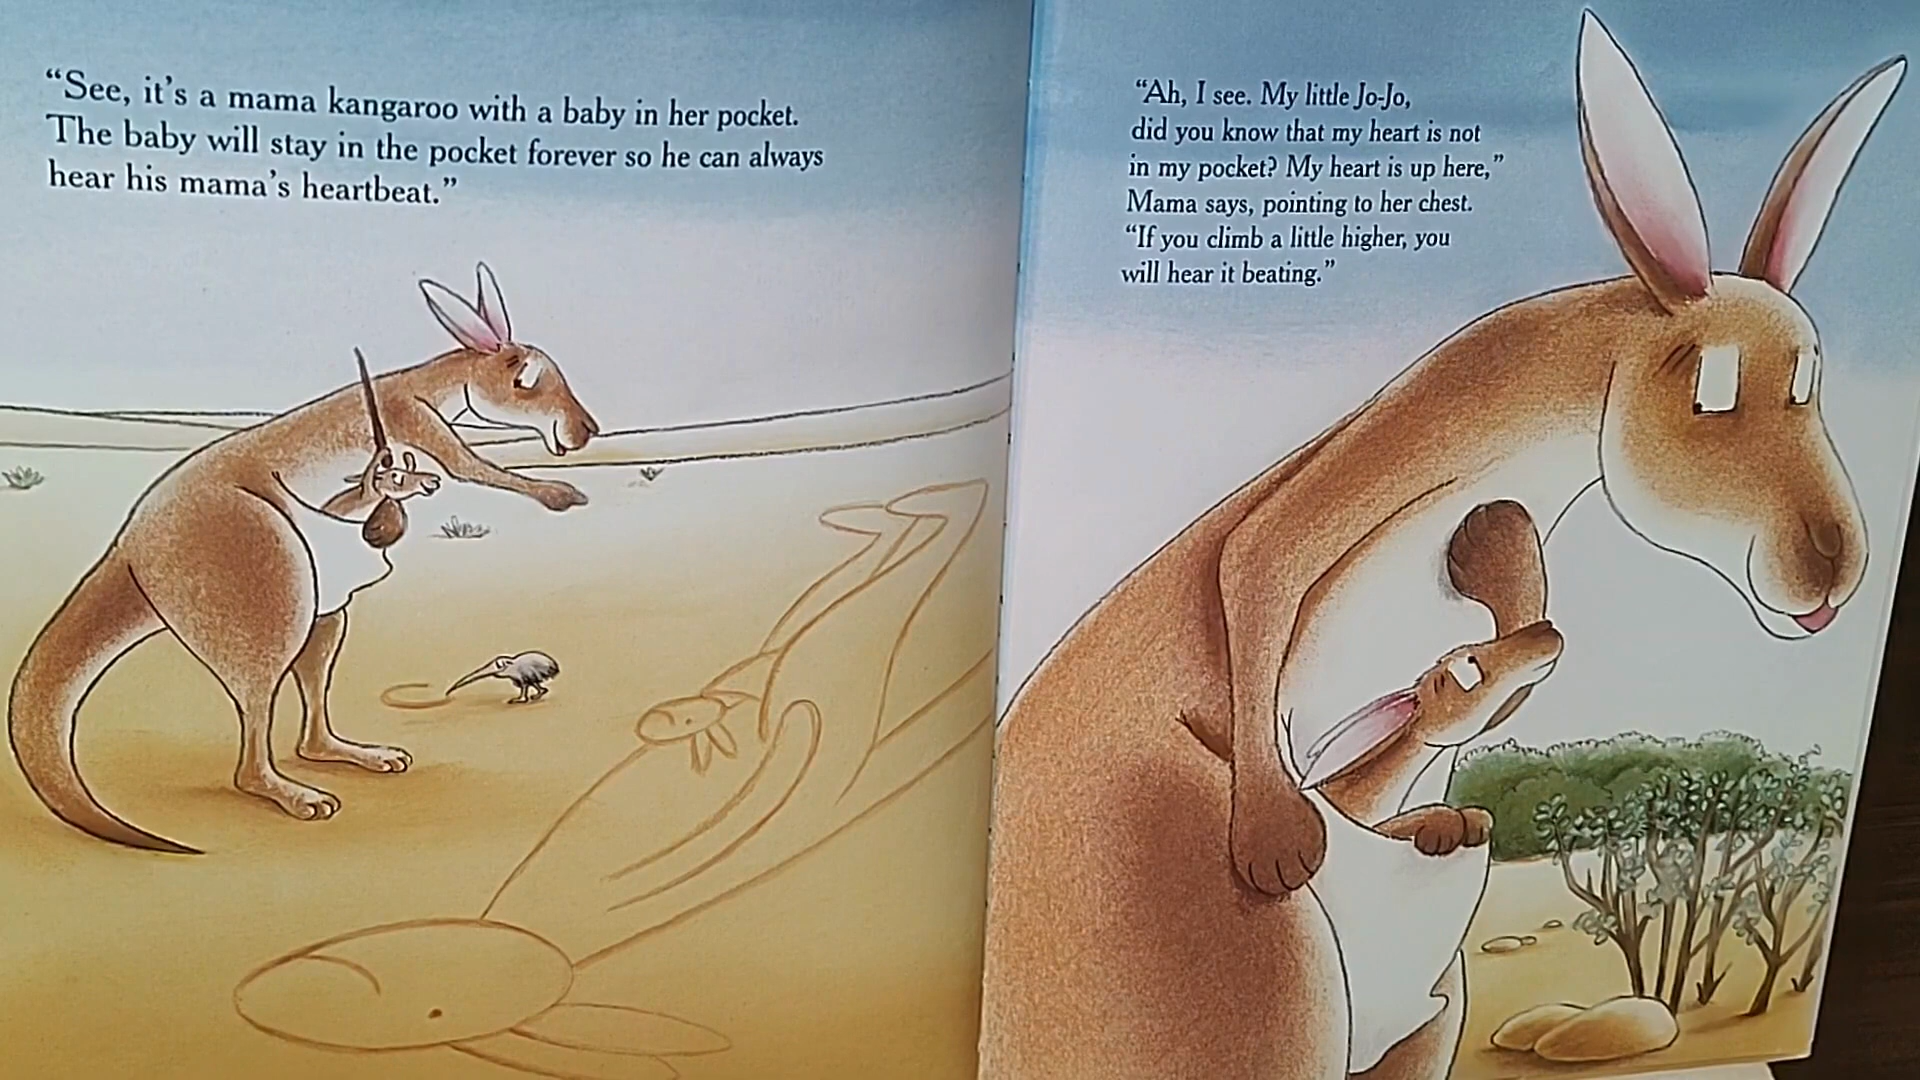 “See, it’s a mama kangaroo with a baby in her pocket.
The baby will stay in the pocket forever so he can always
hear his mama’s heartbeat.”
“Ah, I see. My little Jo-Jo,
did you know that my heart is not
in my pocket? My heart is up here,”
Mama says, pointing to her chest.
“If you climb a little higher, you
will hear it beating.”